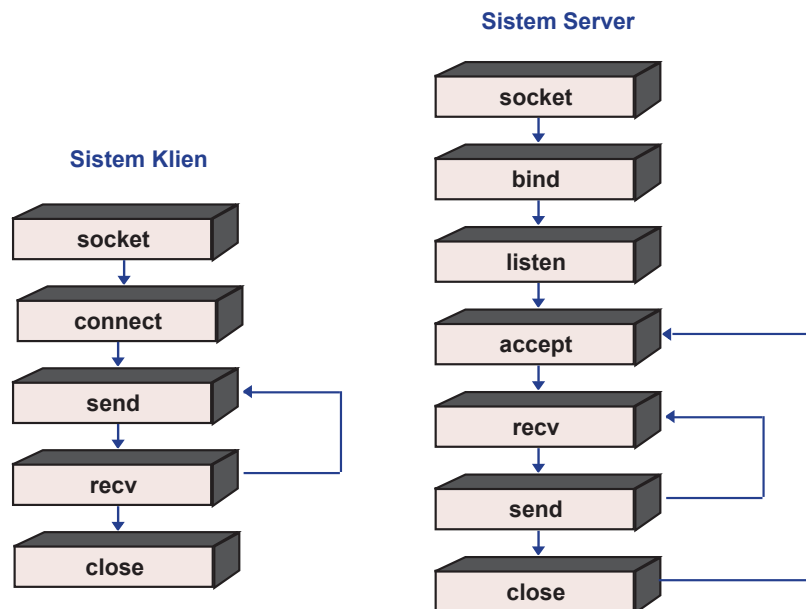 Sistem Klien
socket
connect
send
recv
close
Sistem Server
socket
bind
listen
accept
recv
send
close